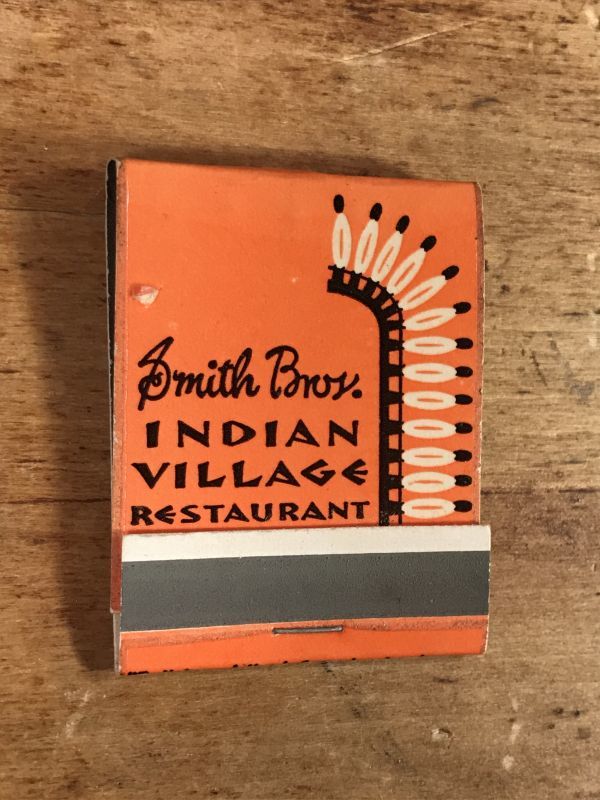 Smith Bros.
INDIAN
VILLAGE
RESTAURANT